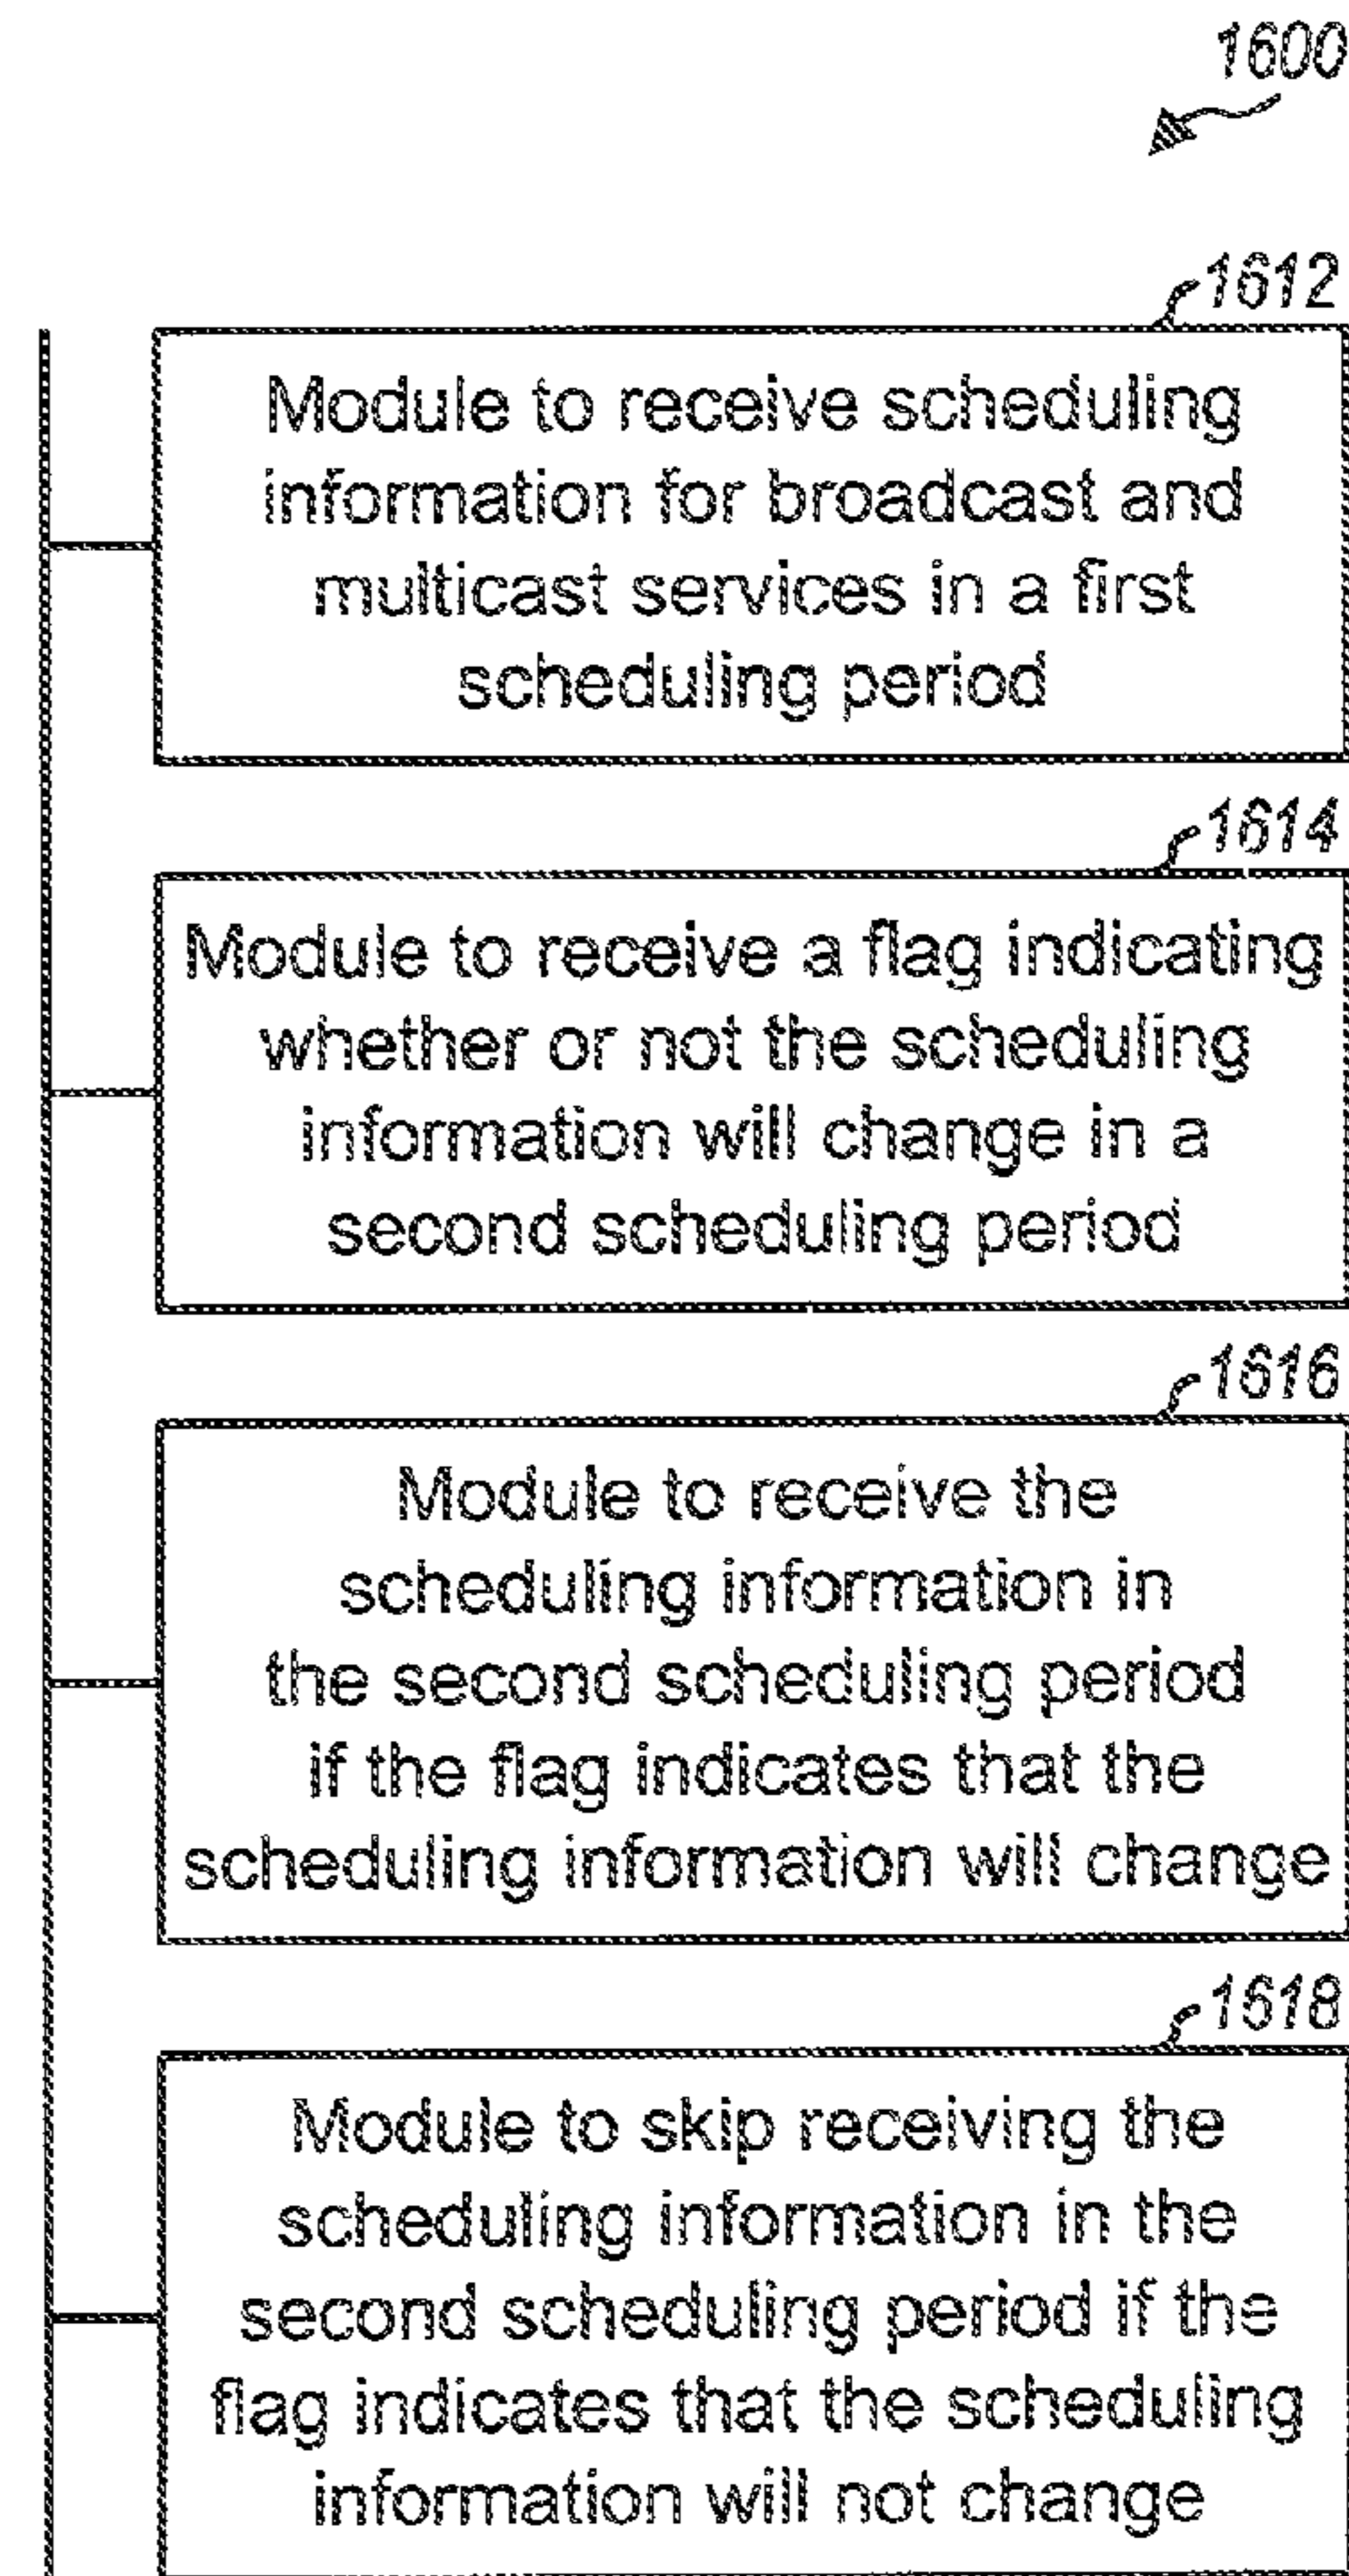 1600
1612
Module to receive scheduling
information for broadcast and
multicast services in a first
scheduling period
1614
Module to receive a flag indicating
whether or not the scheduling
information will change in a
second scheduling period
1616
Module to receive the
scheduling information in
the second scheduling period
if the flag indicates that the
scheduling information will change
1618
Module to skip receiving the
scheduling information in the
second scheduling period if the
flag indicates that the scheduling
information will not change